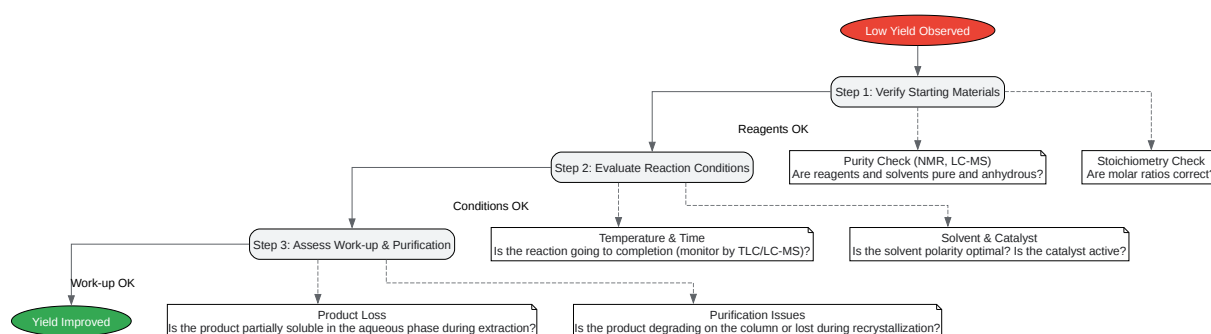 Low Yield Observed
Step 1: Verify Starting Materials
Reagents OK
Purity Check (NMR, LC-MS)
Are reagents and solvents pure and anhydrous?
Stoichiometry Check
Are molar ratios correct?
Step 2: Evaluate Reaction Conditions
Conditions OK
Temperature & Time
Is the reaction going to completion (monitor by TLC/LC-MS)?
Solvent & Catalyst
Is the solvent polarity optimal? Is the catalyst active?
Step 3: Assess Work-up & Purification
Work-up OK
Product Loss
Is the product partially soluble in the aqueous phase during extraction?
Purification Issues
Is the product degrading on the column or lost during recrystallization?
Yield Improved